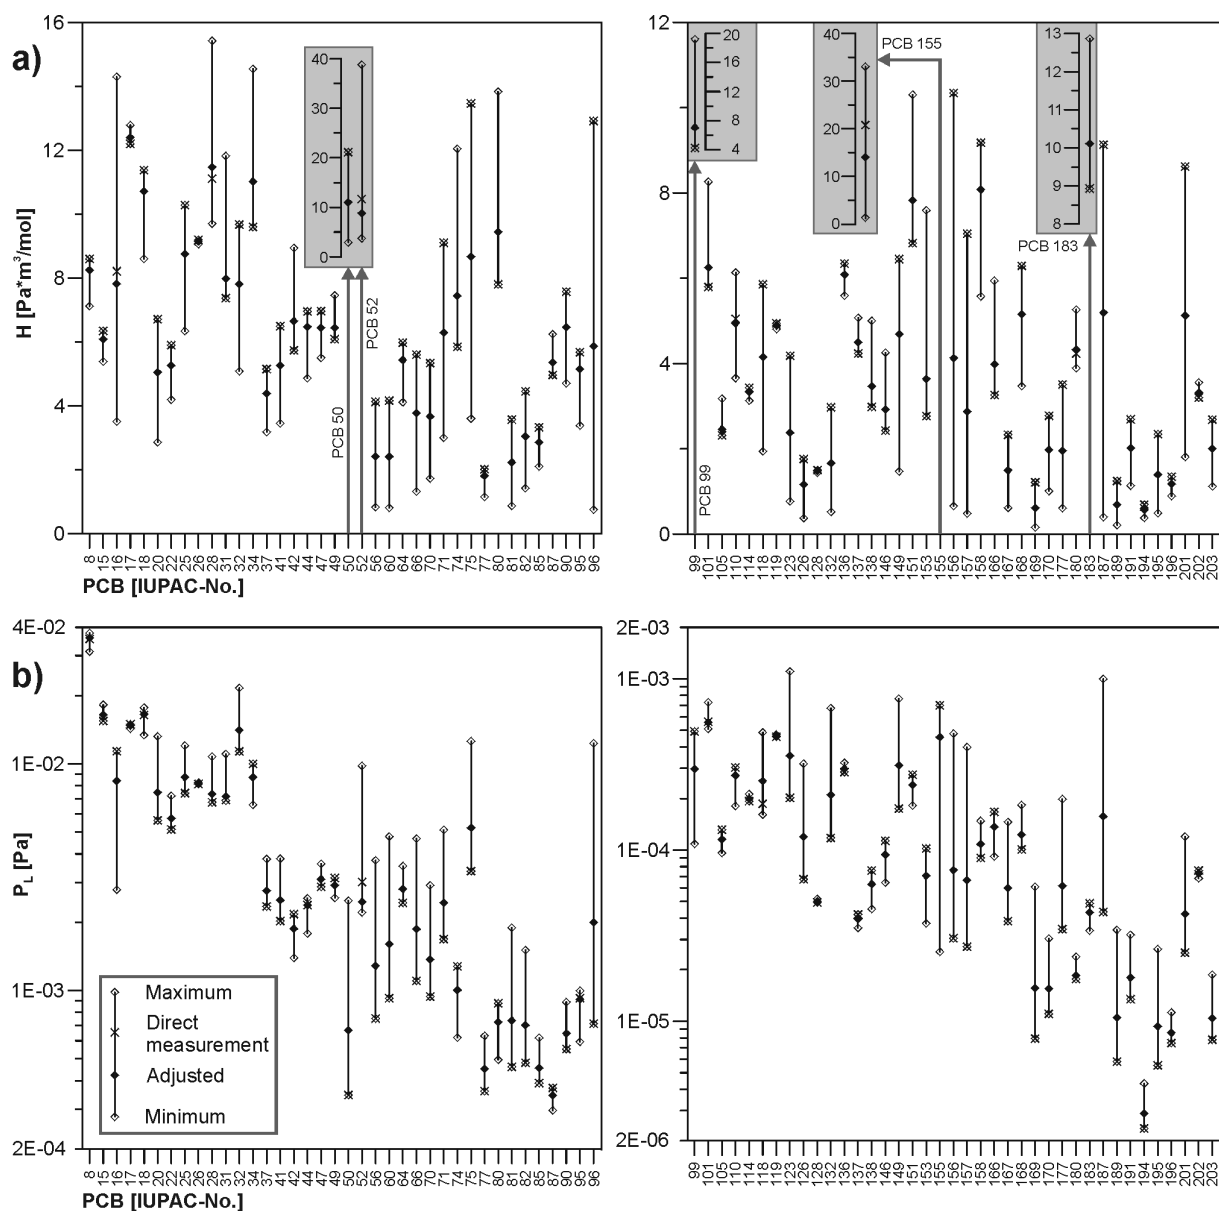 a)
16
12
8
4
0
H [Pa*m³/mol]
40
30
20
10
0
PCB 50
PCB 52
8 15 16 17 18 20 22 25 26 28 31 32 34 37 41 42 44 47 49 50 52 56 60 64 66 70 71 74 75 77 80 81 82 85 87 90 95 96
PCB [IUPAC-No.]
12
8
4
0
20
16
12
8
4
PCB 99
40
30
20
10
0
PCB 155
13
12
11
10
9
8
PCB 183
99 101 105 110 114 118 119 123 126 128 132 136 137 138 146 149 151 153 155 156 157 158 166 167 168 169 170 177 180 183 187 189 191 194 195 196 201 202 203
b)
4E-02
1E-02
1E-03
2E-04
P_L [Pa]
Maximum
Direct
measurement
Adjusted
Minimum
8 15 16 17 18 20 22 25 26 28 31 32 34 37 41 42 44 47 49 50 52 56 60 64 66 70 71 74 75 77 80 81 82 85 87 90 95 96
PCB [IUPAC-No.]
2E-03
1E-03
1E-04
1E-05
2E-06
99 101 105 110 114 118 119 123 126 128 132 136 137 138 146 149 151 153 155 156 157 158 166 167 168 169 170 177 180 183 187 189 191 194 195 196 201 202 203